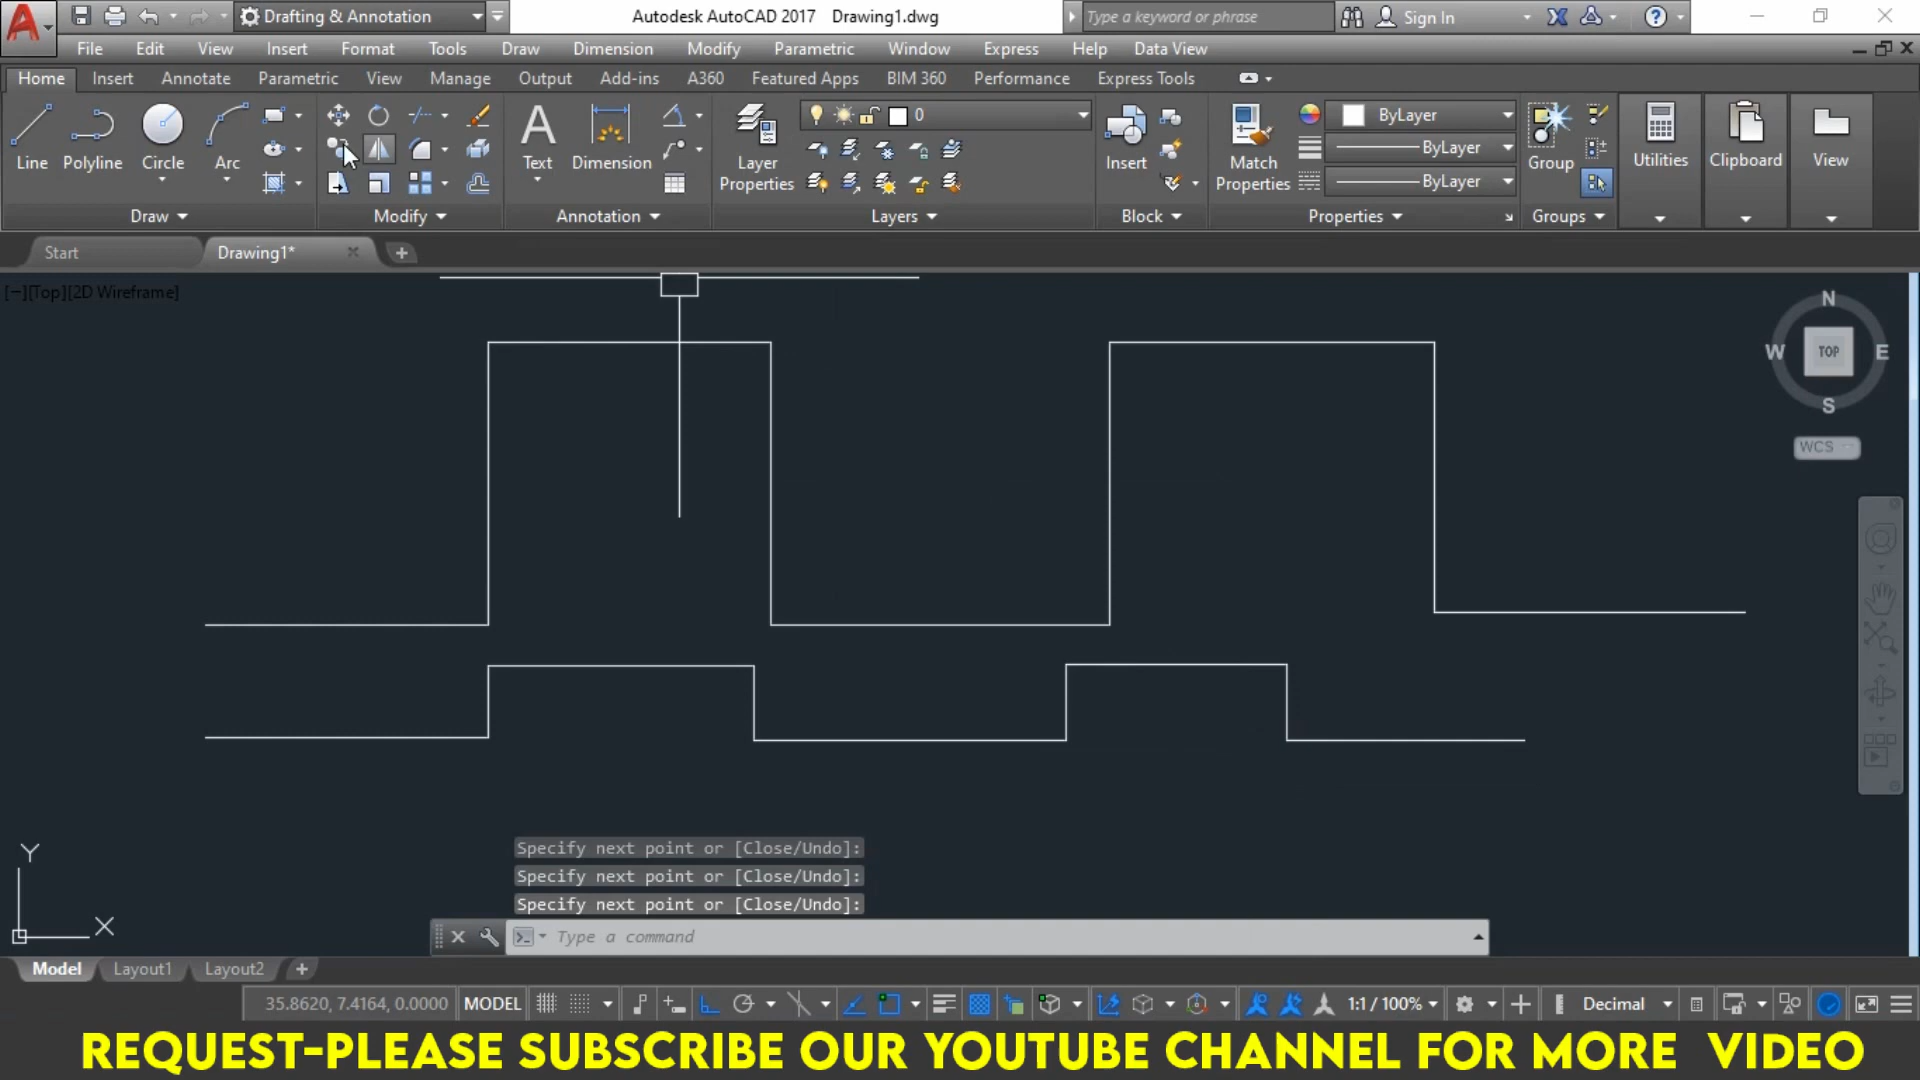 Drafting & Annotation
Autodesk AutoCAD 2017 Drawing1.dwg
Type a keyword or phrase
Sign In
File Edit View Insert Format Tools Draw Dimension Modify Parametric Window Express Help Data View
Home Insert Annotate Parametric View Manage Output Add-ins A360 Featured Apps BIM 360 Performance Express Tools
Line Polyline Circle Arc
Text Dimension
Layer Properties
0
Insert
Match Properties
ByLayer
ByLayer
ByLayer
Group
Utilities
Clipboard
View
Draw Modify Annotation Layers Block Properties Groups
Start Drawing1*
[−][Top][2D Wireframe]
N
W TOP E
S
WCS
Specify next point or [Close/Undo]:
Specify next point or [Close/Undo]:
Specify next point or [Close/Undo]:
Y
X
Type a command
Model Layout1 Layout2
35.8620, 7.4164, 0.0000 MODEL 1:1 / 100% Decimal
REQUEST-PLEASE SUBSCRIBE OUR YOUTUBE CHANNEL FOR MORE VIDEO